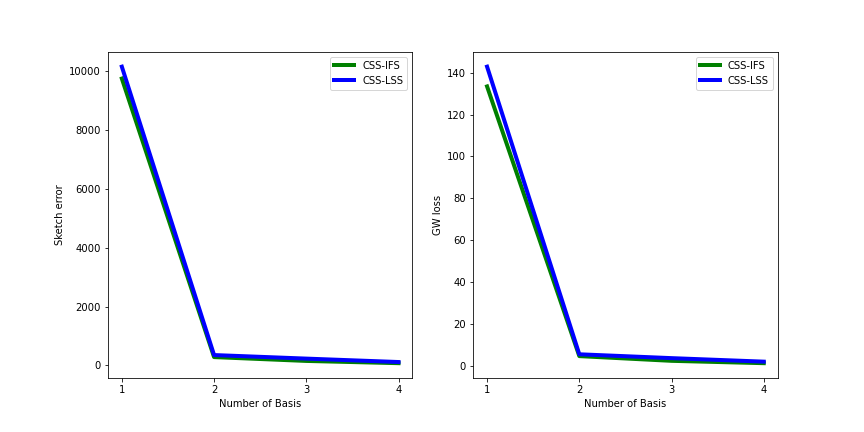 CSS-IFS
CSS-LSS
10000
8000
6000
4000
2000
0
Sketch error
1 2 3 4
Number of Basis
CSS-IFS
CSS-LSS
140
120
100
80
60
40
20
0
GW loss
1 2 3 4
Number of Basis